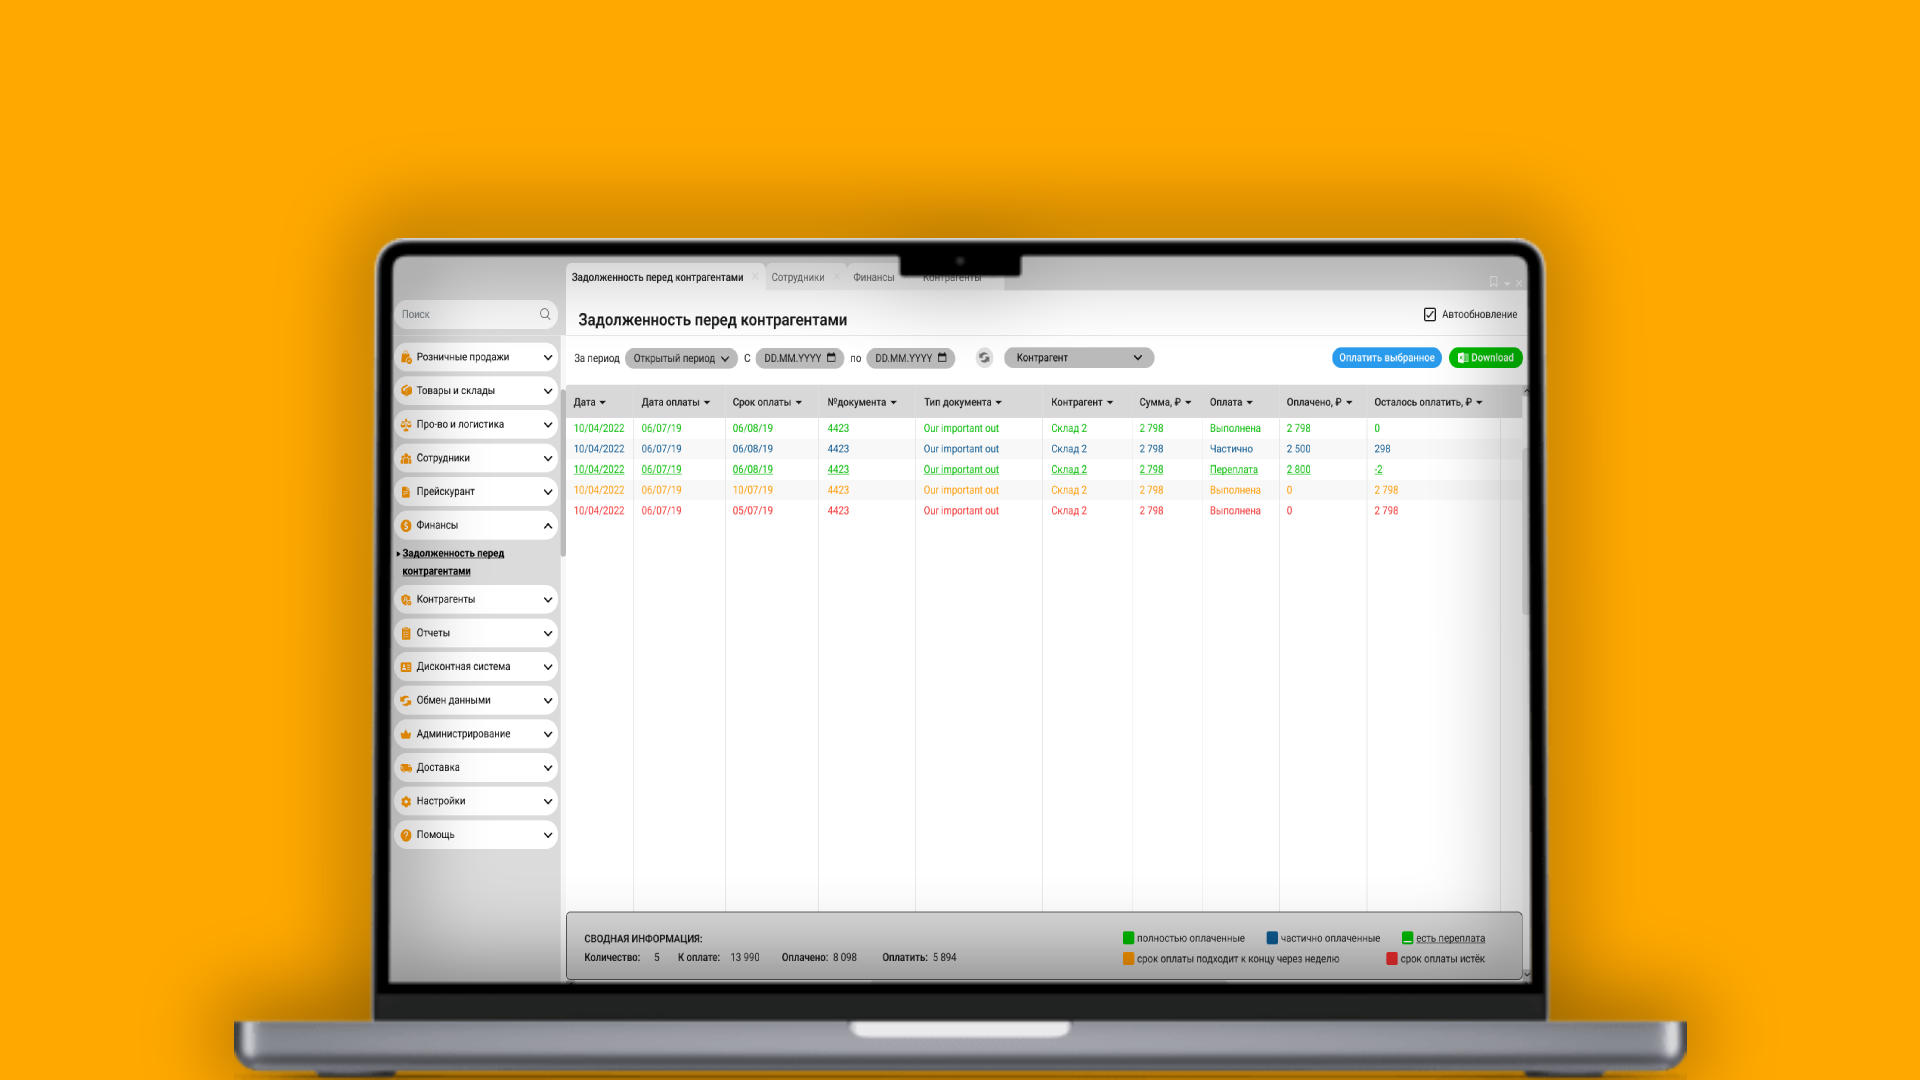 Задолженность перед контрагентами Сотрудники Финансы Контрагенты
Поиск
Задолженность перед контрагентами
Автообновление
За период Открытый период С DD.MM.YYYY по DD.MM.YYYY Контрагент Оплатить выбранное Download
Розничные продажи
Товары и склады
Про-во и логистика
Сотрудники
Прейскурант
Финансы
Задолженность перед
контрагентами
Контрагенты
Отчеты
Дисконтная система
Обмен данными
Администрирование
Доставка
Настройки
Помощь
Дата Дата оплаты Срок оплаты №документа Тип документа Контрагент Сумма, ₽ Оплата Оплачено, ₽ Осталось оплатить, ₽
10/04/2022 06/07/19 06/08/19 4423 Our important out Склад 2 2 798 Выполнена 2 798 0
10/04/2022 06/07/19 06/08/19 4423 Our important out Склад 2 2 798 Частично 2 500 298
10/04/2022 06/07/19 06/08/19 4423 Our important out Склад 2 2 798 Переплата 2 800 -2
10/04/2022 06/07/19 10/07/19 4423 Our important out Склад 2 2 798 Выполнена 0 2 798
10/04/2022 06/07/19 05/07/19 4423 Our important out Склад 2 2 798 Выполнена 0 2 798
СВОДНАЯ ИНФОРМАЦИЯ:
Количество: 5 К оплате: 13 990 Оплачено: 8 098 Оплатить: 5 894
полностью оплаченные частично оплаченные есть переплата
срок оплаты подходит к концу через неделю срок оплаты истёк